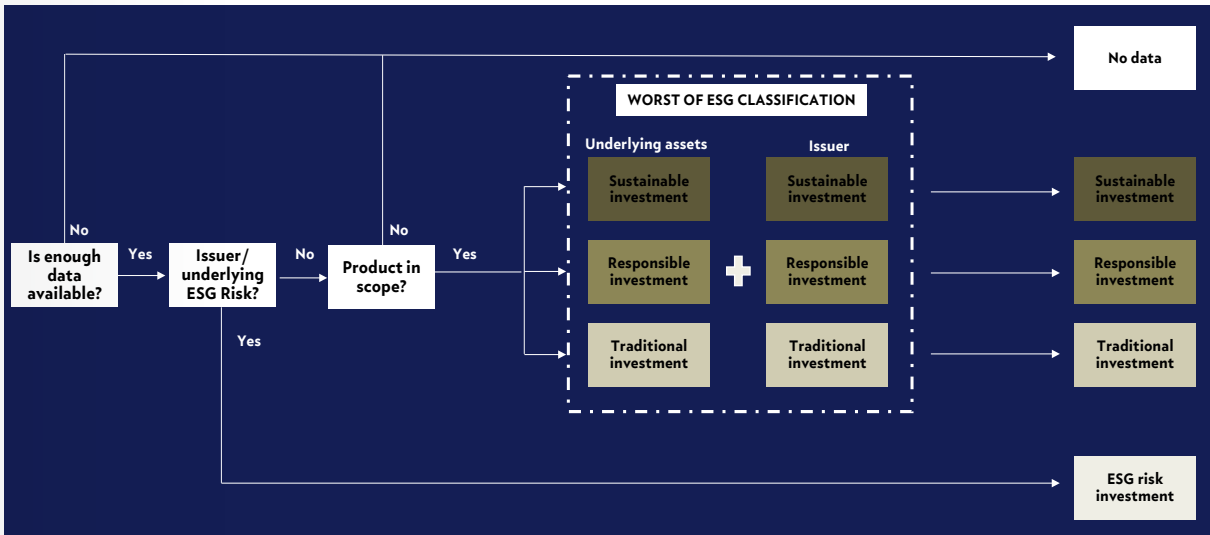 No data
WORST OF ESG CLASSIFICATION
Underlying assets
Issuer
Sustainable
investment
Sustainable
investment
Sustainable
investment
No
No
Is enough
data
available?
Yes
Issuer/
underlying
ESG Risk?
No
Product in
scope?
Yes
Responsible
investment
Responsible
investment
Responsible
investment
Yes
Traditional
investment
Traditional
investment
Traditional
investment
ESG risk
investment